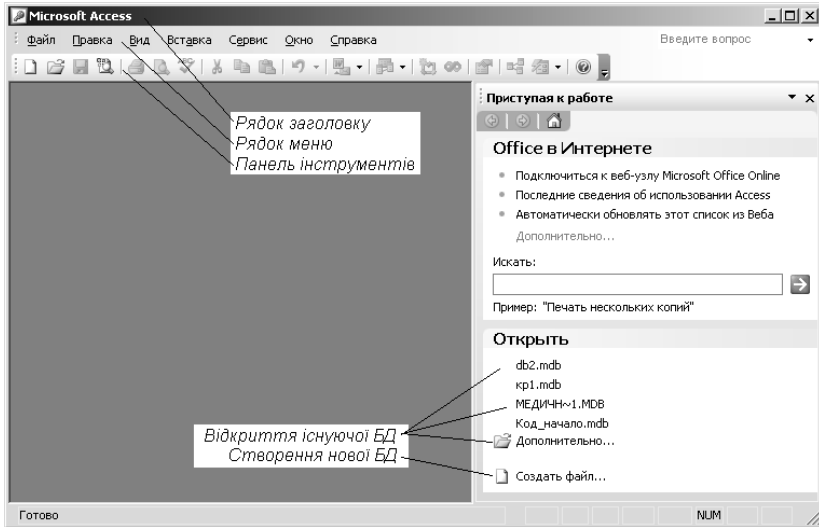 Microsoft Access
Файл Правка Вид Вставка Сервис Окно Справка Введите вопрос
Приступая к работе
Рядок заголовку
Рядок меню
Панель інструментів
Office в Интернете
Подключиться к веб-узлу Microsoft Office Online
Последние сведения об использовании Access
Автоматически обновлять этот список из Веба
Дополнительно...
Искать:
Пример: "Печать нескольких копий"
Открыть
db2.mdb
кр1.mdb
МЕДИЧН~1.MDB
Код_начало.mdb
Відкриття існуючої БД
Дополнительно...
Створення нової БД
Создать файл...
Готово
NUM